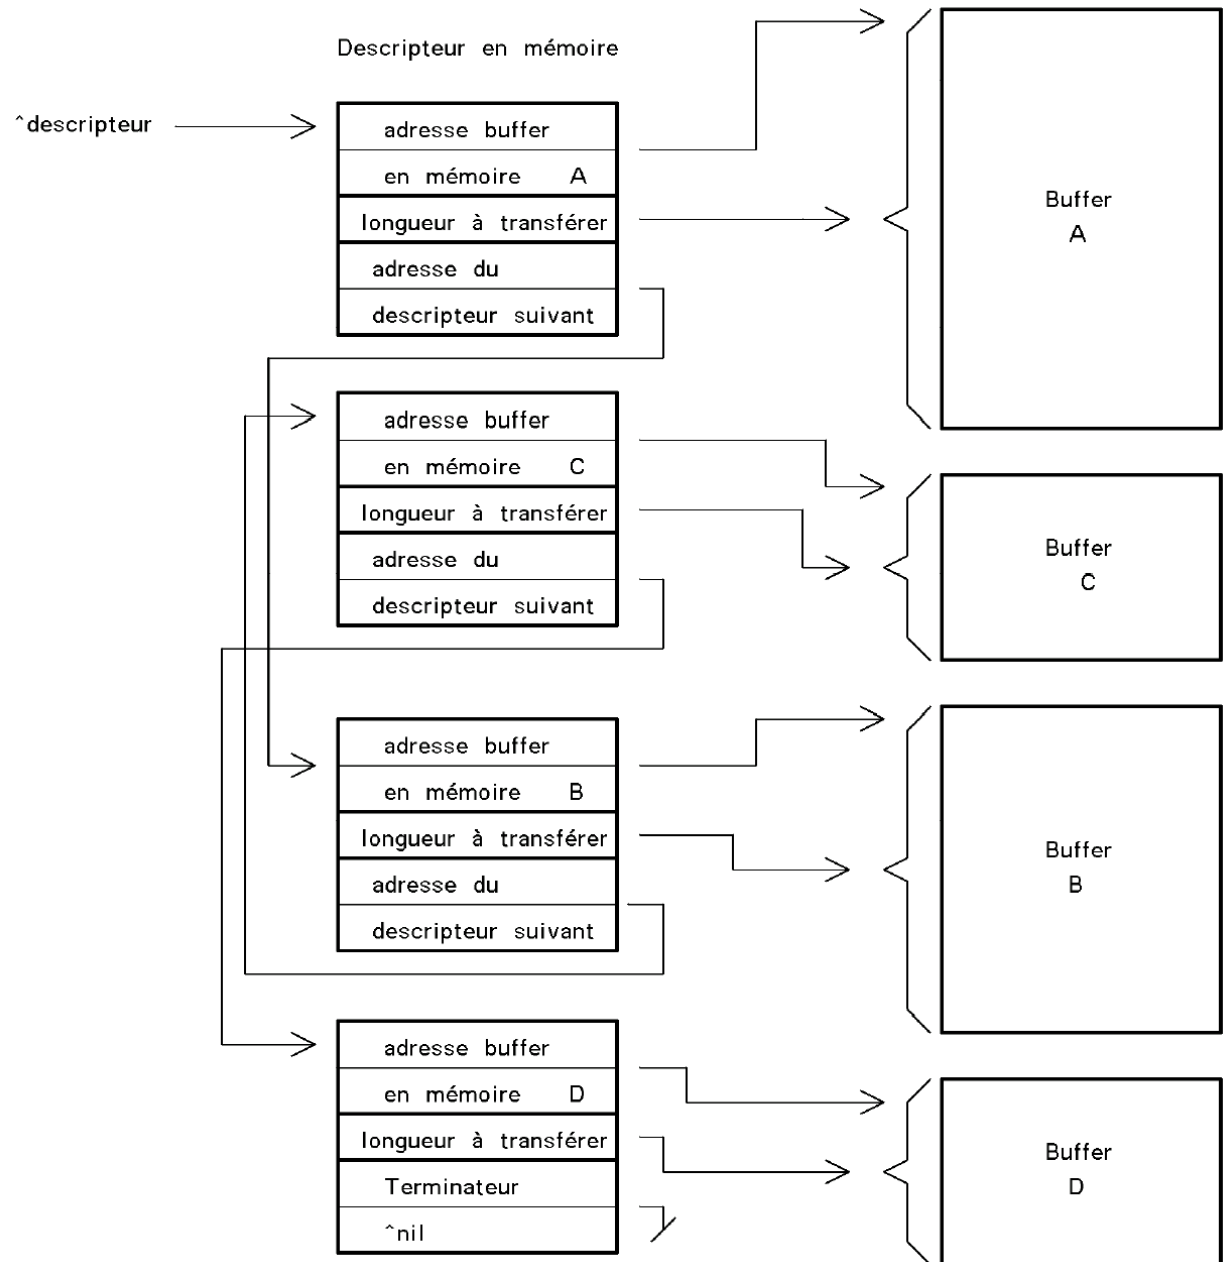 Descripteur en mémoire
^descripteur
adresse buffer
en mémoire A
longueur à transférer
adresse du
descripteur suivant
Buffer
A
adresse buffer
en mémoire C
longueur à transférer
adresse du
descripteur suivant
Buffer
C
adresse buffer
en mémoire B
longueur à transférer
adresse du
descripteur suivant
Buffer
B
adresse buffer
en mémoire D
longueur à transférer
Terminateur
^nil
Buffer
D